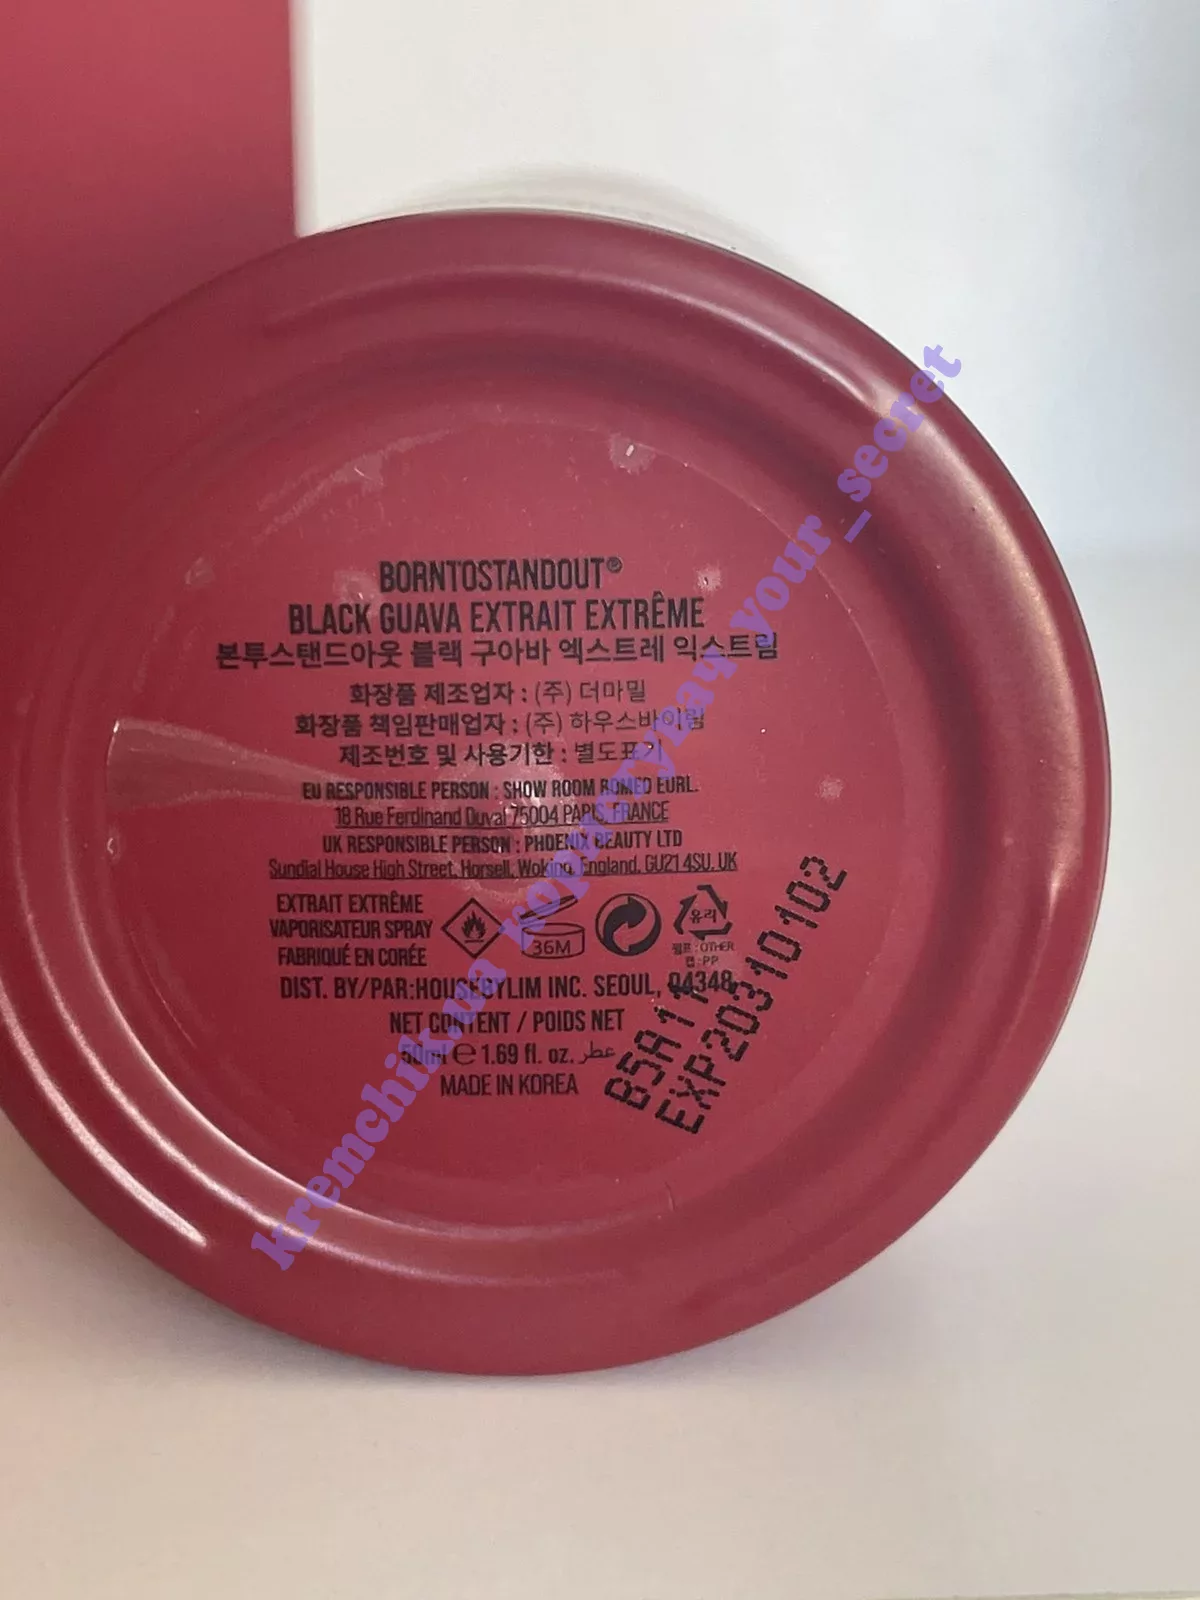 BORNTOSTANDOUT®
BLACK GUAVA EXTRAIT EXTRÊME
본투스탠드아웃 블랙 구아바 엑스트레 익스트림
화장품 제조업자 : (주) 더마밀
화장품 책임판매업자 : (주) 하우스바이림
제조번호 및 사용기한 : 별도표기
EU RESPONSIBLE PERSON : SHOW ROOM ROMEO EURL.
18 Rue Ferdinand Duval 75004 PARIS, FRANCE
UK RESPONSIBLE PERSON : PHOENIX BEAUTY LTD
Sundial House High Street, Horsell, Woking, England, GU21 4SU, UK
EXTRAIT EXTRÊME
VAPORISATEUR SPRAY
FABRIQUÉ EN CORÉE
36M
유리
펌프 : OTHER
캡 : PP
DIST. BY/PAR:HOUSEBYLIM INC. SEOUL, 04348
NET CONTENT / POIDS NET
50ml e 1.69 fl. oz. عطر
MADE IN KOREA
EXP20310102
your_secret